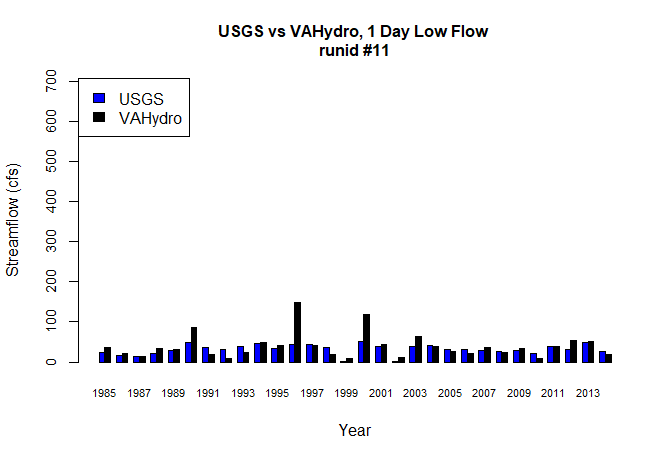 USGS vs VAHydro, 1 Day Low Flow
runid #11
USGS
VAHydro
Streamflow (cfs)
700
600
500
400
300
200
100
0
1985 1987 1989 1991 1993 1995 1997 1999 2001 2003 2005 2007 2009 2011 2013
Year